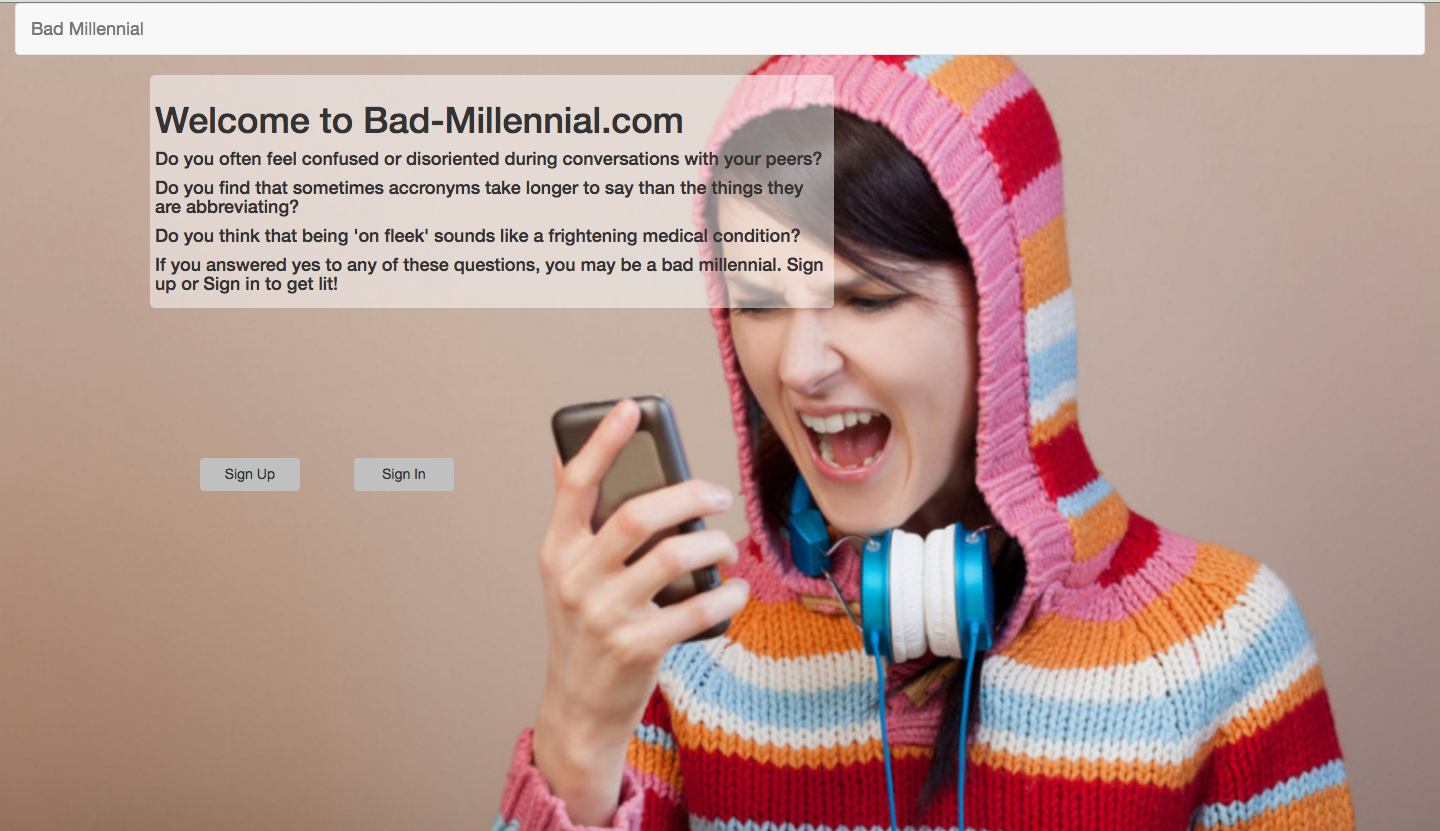 Bad Millennial
Welcome to Bad-Millennial.com
Do you often feel confused or disoriented during conversations with your peers?
Do you find that sometimes accronyms take longer to say than the things they
are abbreviating?
Do you think that being 'on fleek' sounds like a frightening medical condition?
If you answered yes to any of these questions, you may be a bad millennial. Sign
up or Sign in to get lit!
Sign Up
Sign In